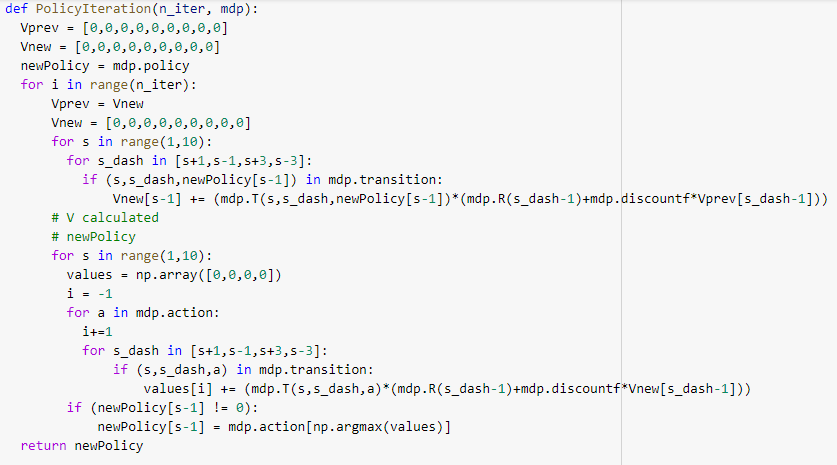 def PolicyIteration(n_iter, mdp):
  Vprev = [0,0,0,0,0,0,0,0,0]
  Vnew = [0,0,0,0,0,0,0,0,0]
  newPolicy = mdp.policy
  for i in range(n_iter):
      Vprev = Vnew
      Vnew = [0,0,0,0,0,0,0,0,0]
      for s in range(1,10):
        for s_dash in [s+1,s-1,s+3,s-3]:
          if (s,s_dash,newPolicy[s-1]) in mdp.transition:
              Vnew[s-1] += (mdp.T(s,s_dash,newPolicy[s-1])*(mdp.R(s_dash-1)+mdp.discountf*Vprev[s_dash-1]))
      # V calculated
      # newPolicy
      for s in range(1,10):
        values = np.array([0,0,0,0])
        i = -1
        for a in mdp.action:
          i+=1
          for s_dash in [s+1,s-1,s+3,s-3]:
              if (s,s_dash,a) in mdp.transition:
                  values[i] += (mdp.T(s,s_dash,a)*(mdp.R(s_dash-1)+mdp.discountf*Vnew[s_dash-1]))
        if (newPolicy[s-1] != 0):
            newPolicy[s-1] = mdp.action[np.argmax(values)]
  return newPolicy